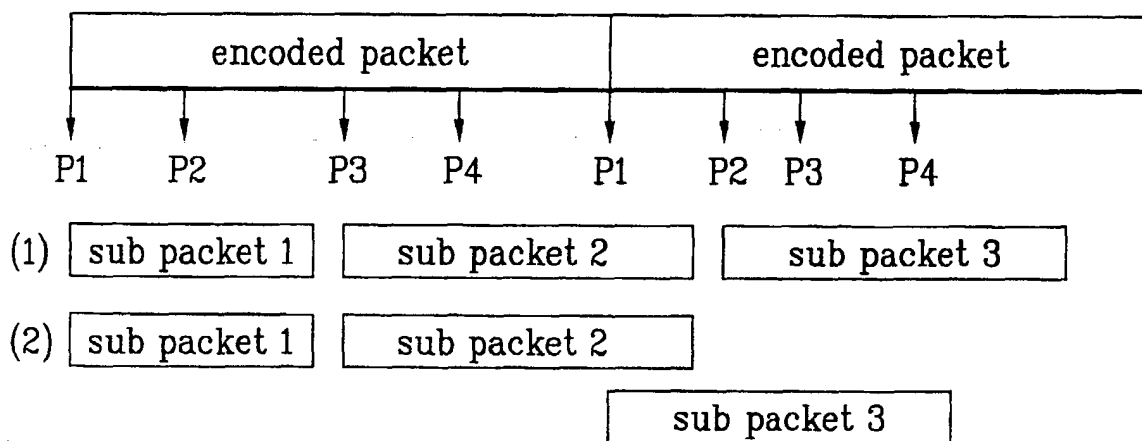 encoded packet encoded packet
P1 P2 P3 P4 P1 P2 P3 P4
(1) sub packet 1 sub packet 2 sub packet 3
(2) sub packet 1 sub packet 2
sub packet 3